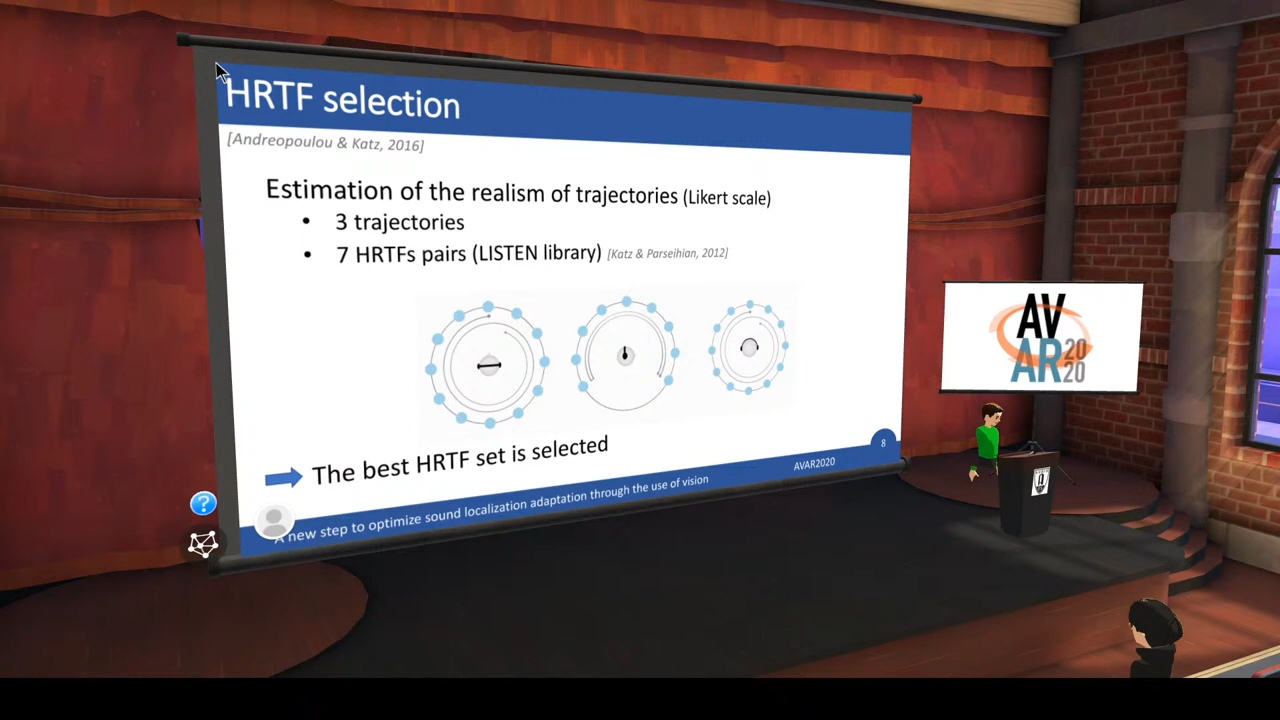 HRTF selection
[Andreopoulou & Katz, 2016]
Estimation of the realism of trajectories (Likert scale)
• 3 trajectories
• 7 HRTFs pairs (LISTEN library) [Katz & Parseihian, 2012]
The best HRTF set is selected
8
A new step to optimize sound localization adaptation through the use of vision
AVAR2020
?
AV
AR 20
20